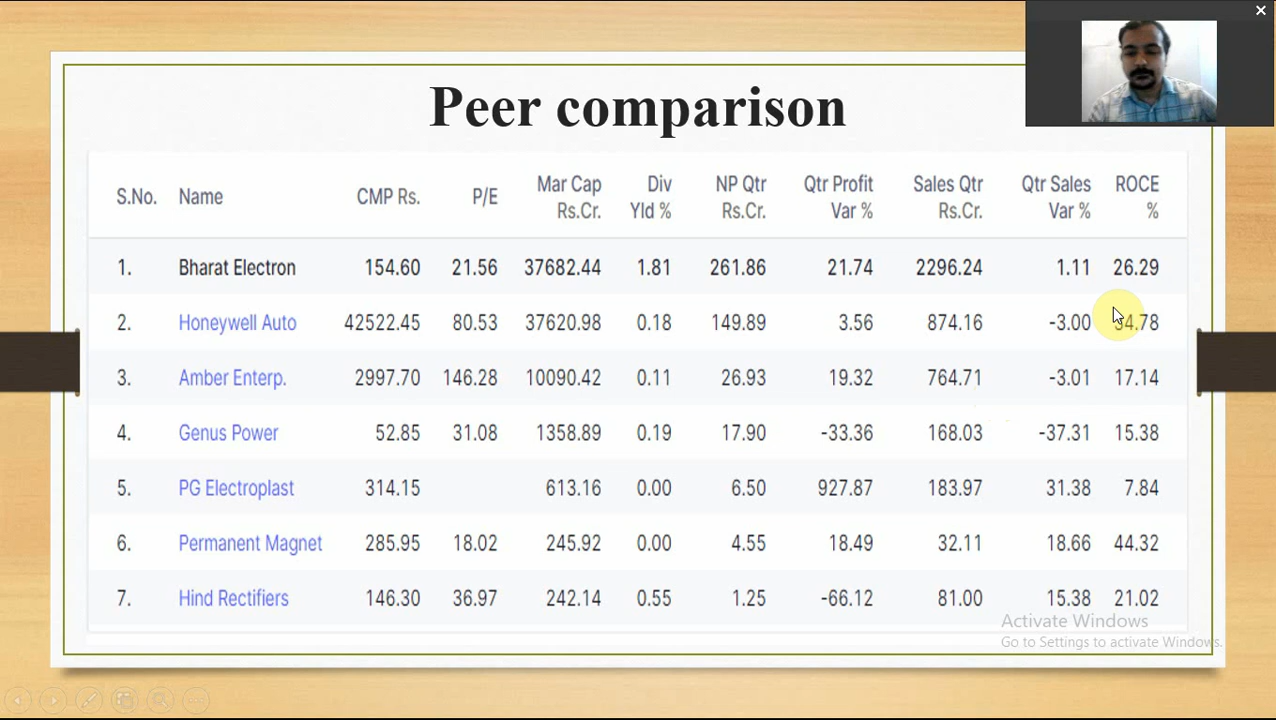 Peer comparison
S.No. Name CMP Rs. P/E Mar Cap Rs.Cr. Div Yld % NP Qtr Rs.Cr. Qtr Profit Var % Sales Qtr Rs.Cr. Qtr Sales Var % ROCE %
1. Bharat Electron 154.60 21.56 37682.44 1.81 261.86 21.74 2296.24 1.11 26.29
2. Honeywell Auto 42522.45 80.53 37620.98 0.18 149.89 3.56 874.16 -3.00 34.78
3. Amber Enterp. 2997.70 146.28 10090.42 0.11 26.93 19.32 764.71 -3.01 17.14
4. Genus Power 52.85 31.08 1358.89 0.19 17.90 -33.36 168.03 -37.31 15.38
5. PG Electroplast 314.15 613.16 0.00 6.50 927.87 183.97 31.38 7.84
6. Permanent Magnet 285.95 18.02 245.92 0.00 4.55 18.49 32.11 18.66 44.32
7. Hind Rectifiers 146.30 36.97 242.14 0.55 1.25 -66.12 81.00 15.38 21.02
Activate Windows
Go to Settings to activate Windows.